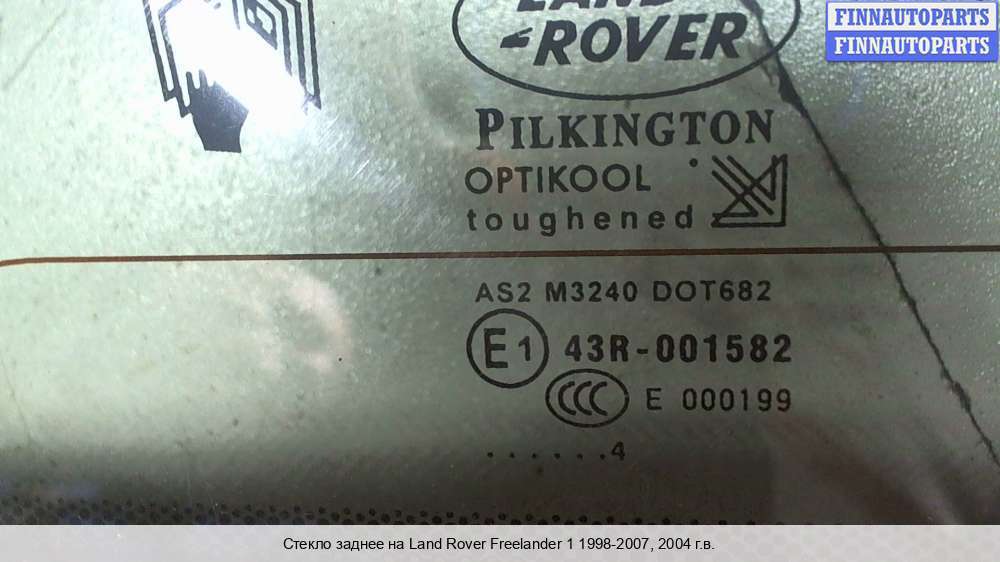 LAND
ROVER
FINNAUTOPARTS
FINNAUTOPARTS
PILKINGTON
OPTIKOOL
toughened
AS2 M3240 DOT682
E1 43R-001582
CCC E 000199
. . . . . . 4
Стекло заднее на Land Rover Freelander 1 1998-2007, 2004 г.в.